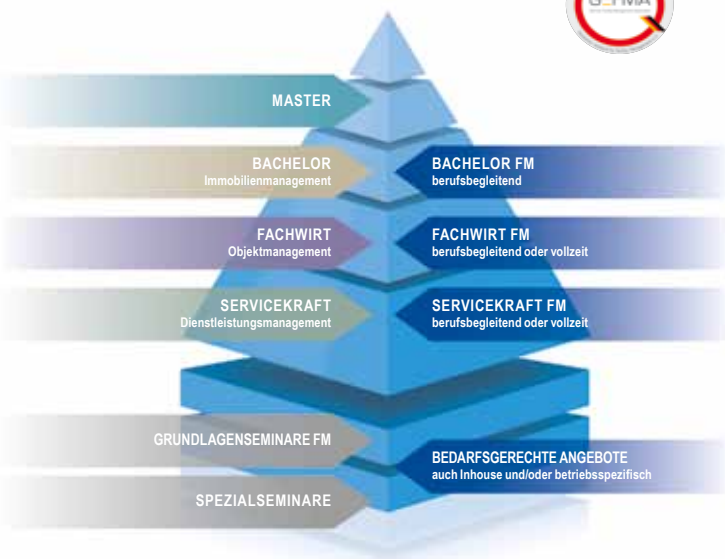 GEFMA
MASTER
BACHELOR
Immobilienmanagement
BACHELOR FM
berufsbegleitend
FACHWIRT
Objektmanagement
FACHWIRT FM
berufsbegleitend oder vollzeit
SERVICEKRAFT
Dienstleistungsmanagement
SERVICEKRAFT FM
berufsbegleitend oder vollzeit
GRUNDLAGENSEMINARE FM
BEDARFSGERECHTE ANGEBOTE
auch Inhouse und/oder betriebsspezifisch
SPEZIALSEMINARE